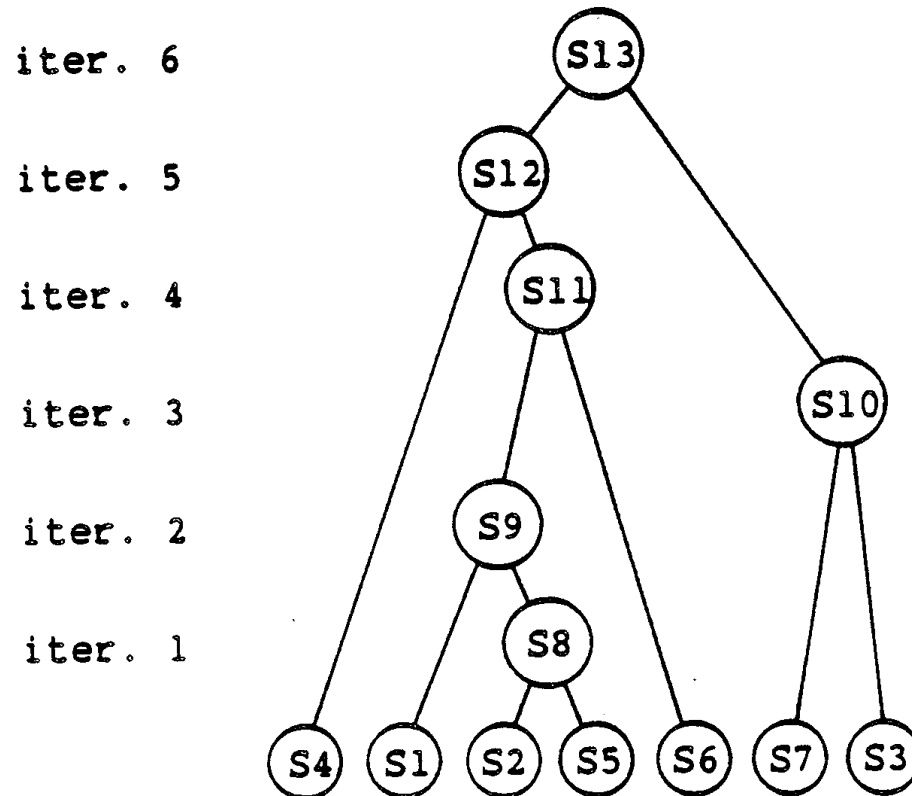 iter. 6
S13
iter. 5
S12
iter. 4
S11
iter. 3
S10
iter. 2
S9
iter. 1
S8
S4 S1 S2 S5 S6 S7 S3